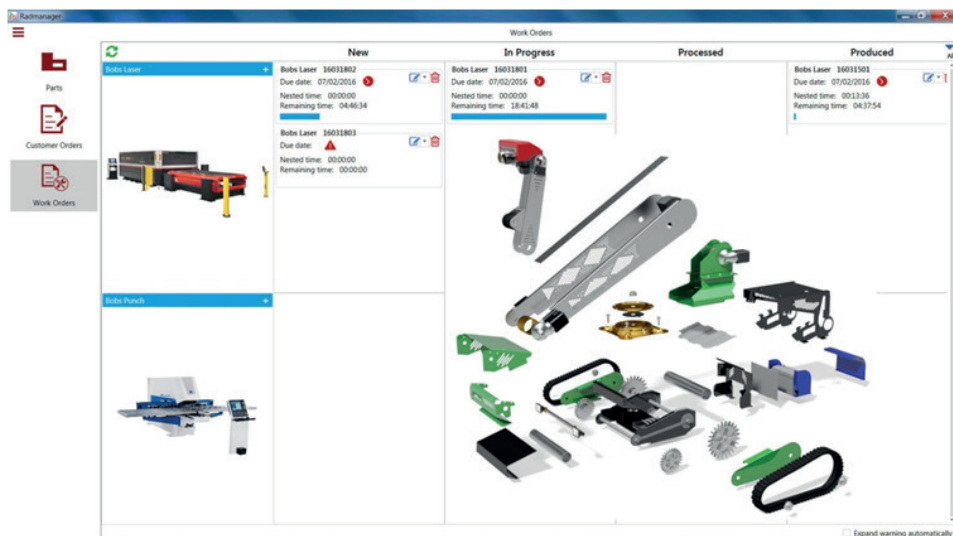 Radmanager
Work Orders
New
In Progress
Processed
Produced
All
Parts
Customer Orders
Work Orders
Bobs Laser +
Bobs Laser 16031802
Due date: 07/02/2016
Nested time: 00:00:00
Remaining time: 04:46:34
Bobs Laser 16031803
Due date:
Nested time: 00:00:00
Remaining time: 00:00:00
Bobs Laser 16031801
Due date: 07/02/2016
Nested time: 00:00:00
Remaining time: 18:41:48
Bobs Laser 16031501
Due date: 07/02/2016
Nested time: 00:13:36
Remaining time: 04:37:54
Bobs Punch +
Expand warning automatically